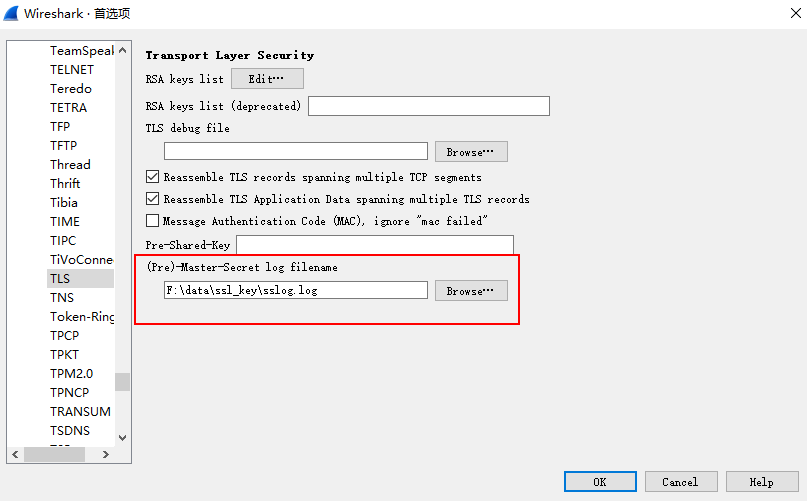 Wireshark · 首选项
TeamSpeak
TELNET
Teredo
TETRA
TFP
TFTP
Thread
Thrift
Tibia
TIME
TIPC
TiVoConne
TLS
TNS
Token-Ring
TPCP
TPKT
TPM2.0
TPNCP
TRANSUM
TSDNS
Transport Layer Security
RSA keys list Edit…
RSA keys list (deprecated)
TLS debug file
Browse…
Reassemble TLS records spanning multiple TCP segments
Reassemble TLS Application Data spanning multiple TLS records
Message Authentication Code (MAC), ignore "mac failed"
Pre-Shared-Key
(Pre)-Master-Secret log filename
F:\data\ssl_key\sslog.log Browse…
OK Cancel Help